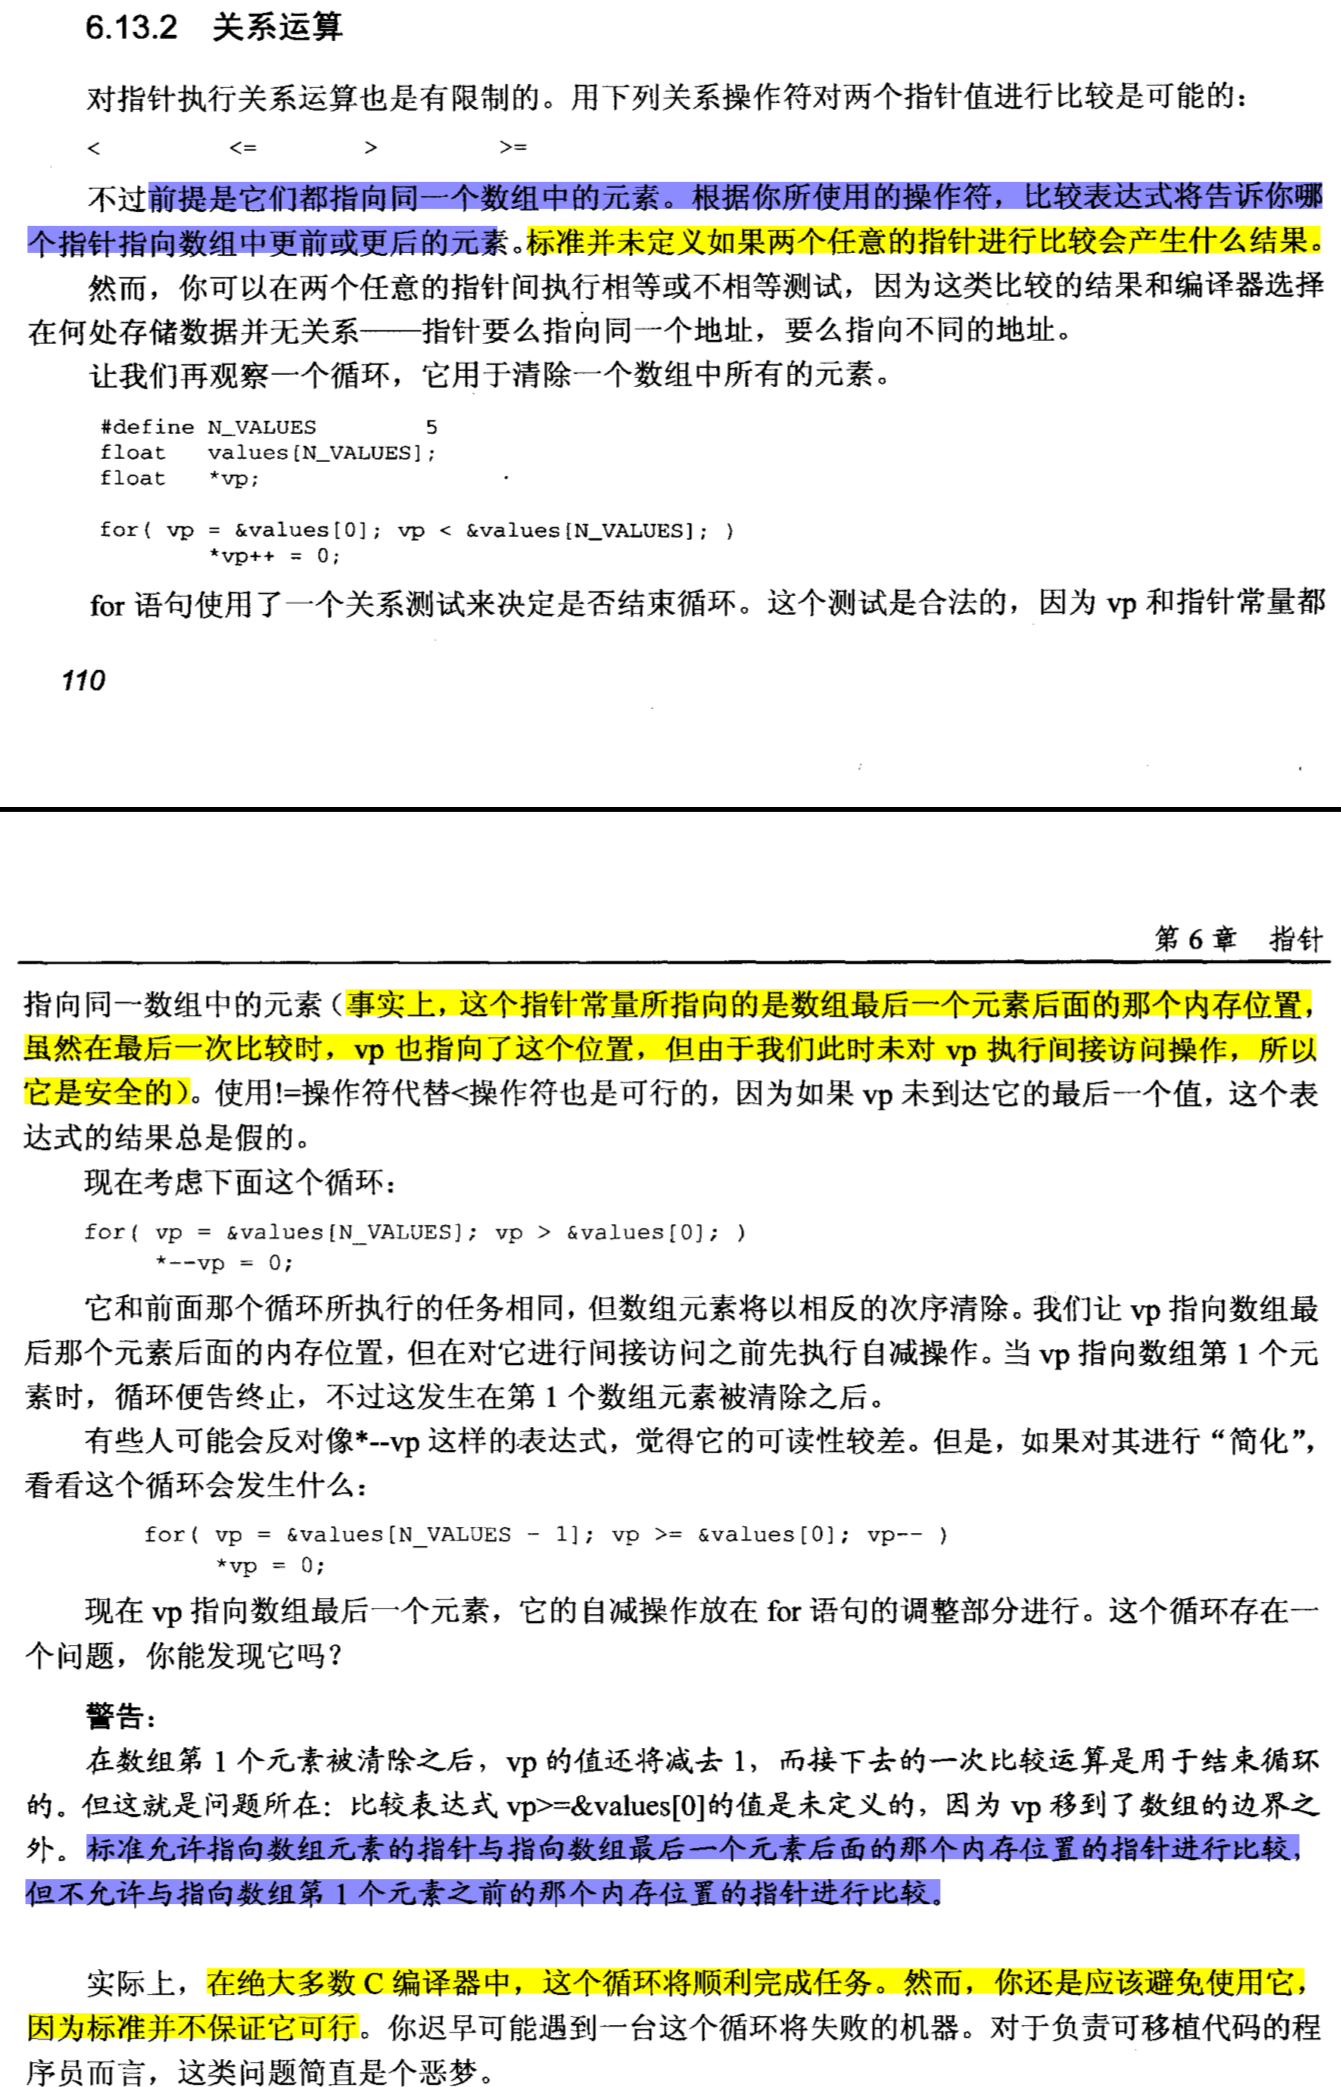 6.13.2 关系运算
对指针执行关系运算也是有限制的。用下列关系操作符对两个指针值进行比较是可能的：
< <= > >=
不过前提是它们都指向同一个数组中的元素。根据你所使用的操作符，比较表达式将告诉你哪
个指针指向数组中更前或更后的元素。标准并未定义如果两个任意的指针进行比较会产生什么结果。
然而，你可以在两个任意的指针间执行相等或不相等测试，因为这类比较的结果和编译器选择
在何处存储数据并无关系——指针要么指向同一个地址，要么指向不同的地址。
让我们再观察一个循环，它用于清除一个数组中所有的元素。
#define N_VALUES 5
float values[N_VALUES];
float *vp;
for( vp = &values[0]; vp < &values[N_VALUES]; )
*vp++ = 0;
for 语句使用了一个关系测试来决定是否结束循环。这个测试是合法的，因为 vp 和指针常量都
110
第 6 章 指针
指向同一数组中的元素（事实上，这个指针常量所指向的是数组最后一个元素后面的那个内存位置，
虽然在最后一次比较时，vp 也指向了这个位置，但由于我们此时未对 vp 执行间接访问操作，所以
它是安全的）。使用!=操作符代替<操作符也是可行的，因为如果 vp 未到达它的最后一个值，这个表
达式的结果总是假的。
现在考虑下面这个循环：
for( vp = &values[N_VALUES]; vp > &values[0]; )
*--vp = 0;
它和前面那个循环所执行的任务相同，但数组元素将以相反的次序清除。我们让 vp 指向数组最
后那个元素后面的内存位置，但在对它进行间接访问之前先执行自减操作。当 vp 指向数组第 1 个元
素时，循环便告终止，不过这发生在第 1 个数组元素被清除之后。
有些人可能会反对像*--vp 这样的表达式，觉得它的可读性较差。但是，如果对其进行“简化”，
看看这个循环会发生什么：
for( vp = &values[N_VALUES - 1]; vp >= &values[0]; vp-- )
*vp = 0;
现在 vp 指向数组最后一个元素，它的自减操作放在 for 语句的调整部分进行。这个循环存在一
个问题，你能发现它吗？
警告：
在数组第 1 个元素被清除之后，vp 的值还将减去 1，而接下去的一次比较运算是用于结束循环
的。但这就是问题所在：比较表达式 vp>=&values[0]的值是未定义的，因为 vp 移到了数组的边界之
外。标准允许指向数组元素的指针与指向数组最后一个元素后面的那个内存位置的指针进行比较，
但不允许与指向数组第 1 个元素之前的那个内存位置的指针进行比较。
实际上，在绝大多数 C 编译器中，这个循环将顺利完成任务。然而，你还是应该避免使用它，
因为标准并不保证它可行。你迟早可能遇到一台这个循环将失败的机器。对于负责可移植代码的程
序员而言，这类问题简直是个恶梦。